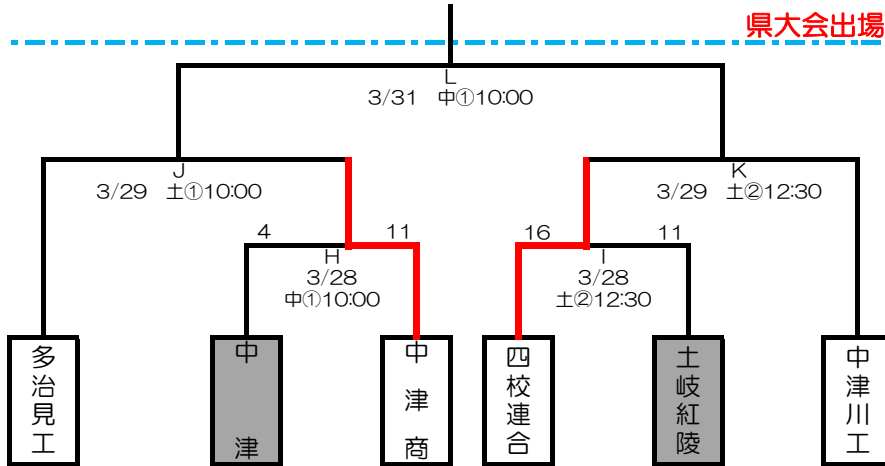 県大会出場
L
3/31　中①10:00
J
3/29　土①10:00
K
3/29　土②12:30
4
11
16
11
H
3/28
中①10:00
I
3/28
土②12:30
多治見工
中津
中津商
四校連合
土岐紅陵
中津川工